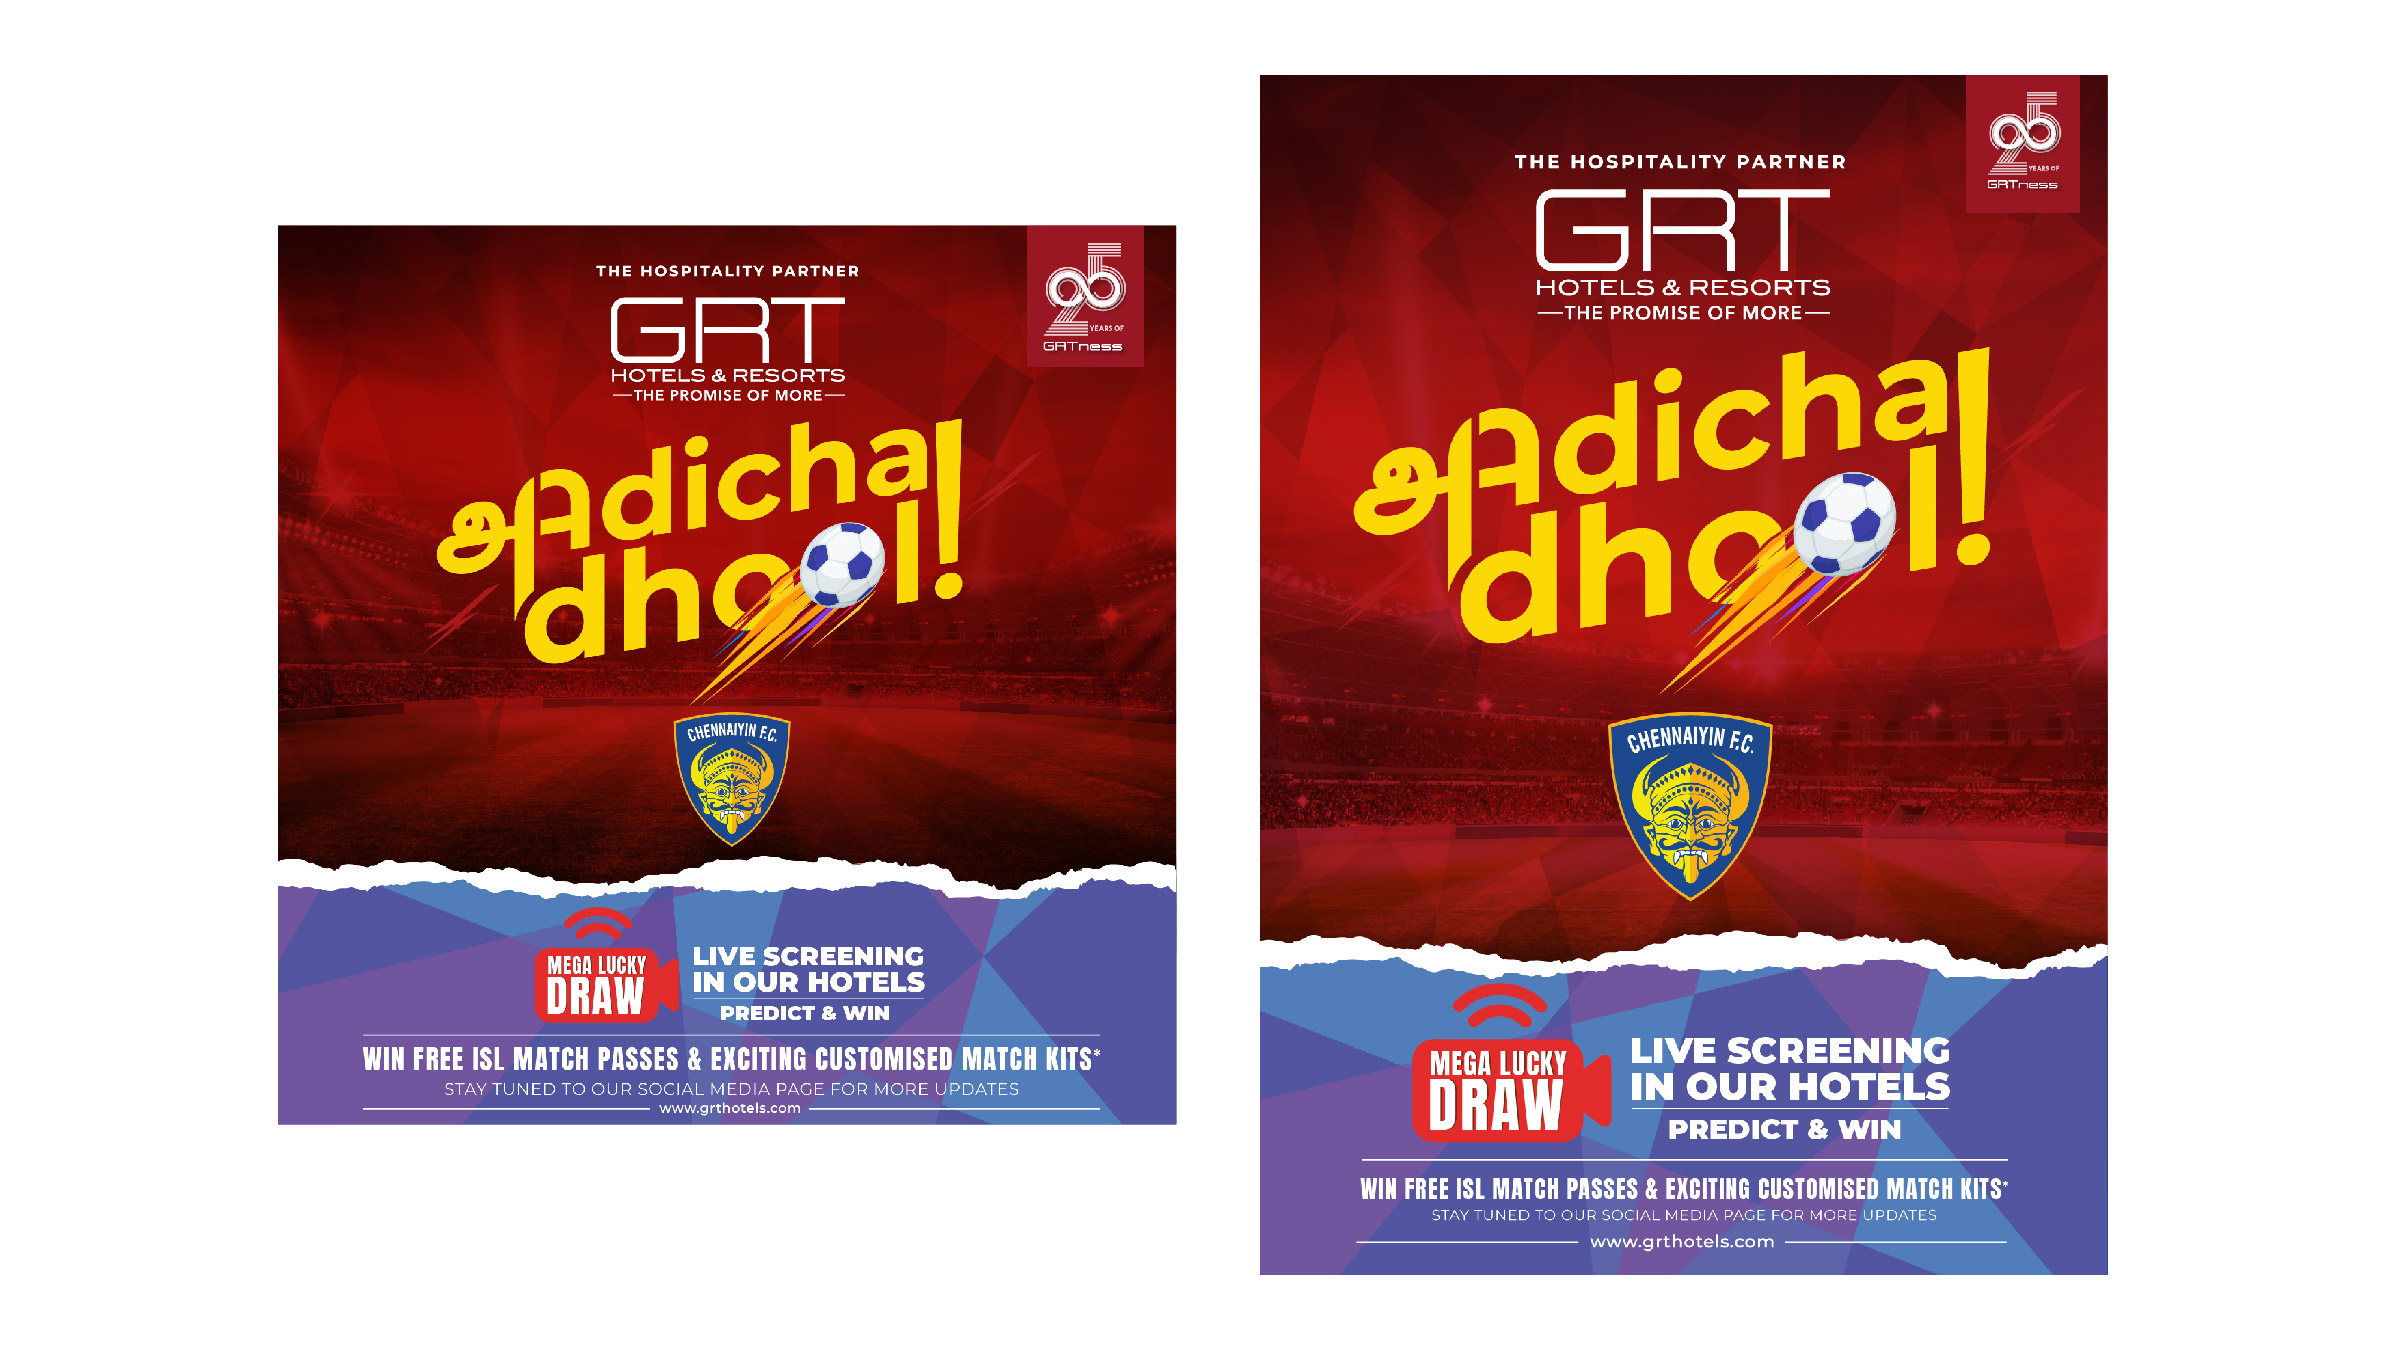 THE HOSPITALITY PARTNER
GRT
HOTELS & RESORTS
THE PROMISE OF MORE
25
YEARS OF
GRTness
அAdicha
dhool!
CHENNAIYIN F.C.
MEGA LUCKY
DRAW
LIVE SCREENING
IN OUR HOTELS
PREDICT & WIN
WIN FREE ISL MATCH PASSES & EXCITING CUSTOMISED MATCH KITS*
STAY TUNED TO OUR SOCIAL MEDIA PAGE FOR MORE UPDATES
www.grthotels.com
THE HOSPITALITY PARTNER
GRT
HOTELS & RESORTS
THE PROMISE OF MORE
25
YEARS OF
GRTness
அAdicha
dhool!
CHENNAIYIN F.C.
MEGA LUCKY
DRAW
LIVE SCREENING
IN OUR HOTELS
PREDICT & WIN
WIN FREE ISL MATCH PASSES & EXCITING CUSTOMISED MATCH KITS*
STAY TUNED TO OUR SOCIAL MEDIA PAGE FOR MORE UPDATES
www.grthotels.com